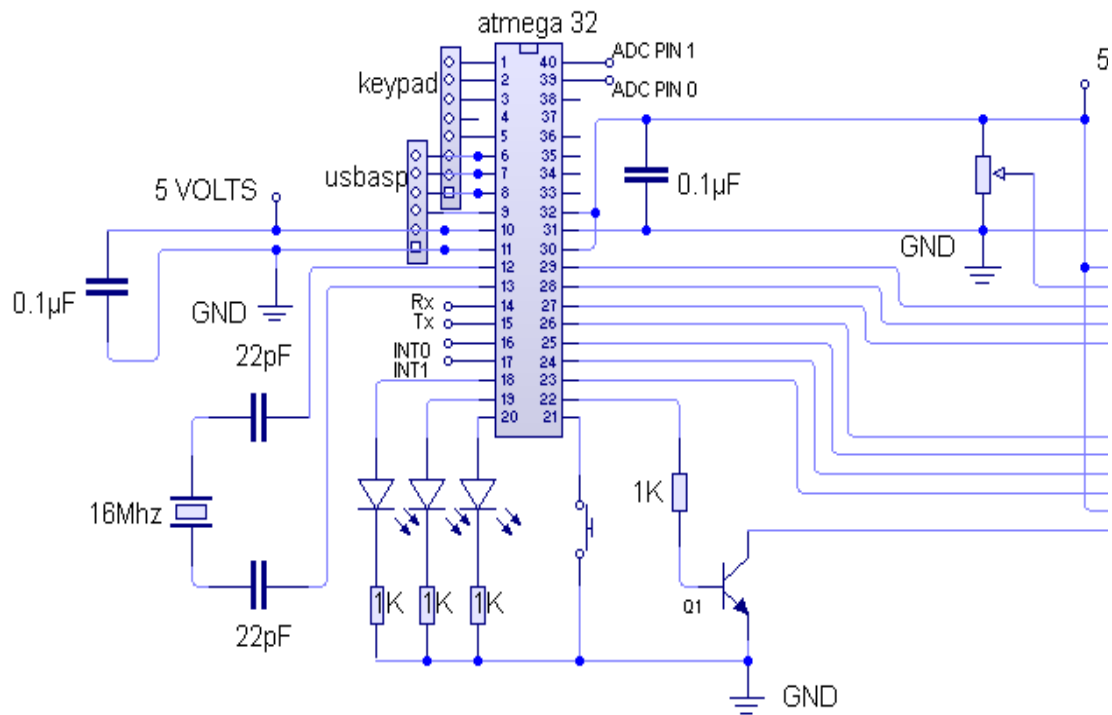 atmega 32
keypad
usbasp
5 VOLTS
GND
0.1µF
22pF
16Mhz
22pF
1 40
2 39
3 38
4 37
5 36
6 35
7 34
8 33
9 32
10 31
11 30
12 29
13 28
14 27
15 26
16 25
17 24
18 23
19 22
20 21
ADC PIN 1
ADC PIN 0
Rx
Tx
INT0
INT1
1K
1K
1K
1K
Q1
GND
0.1µF
GND
5